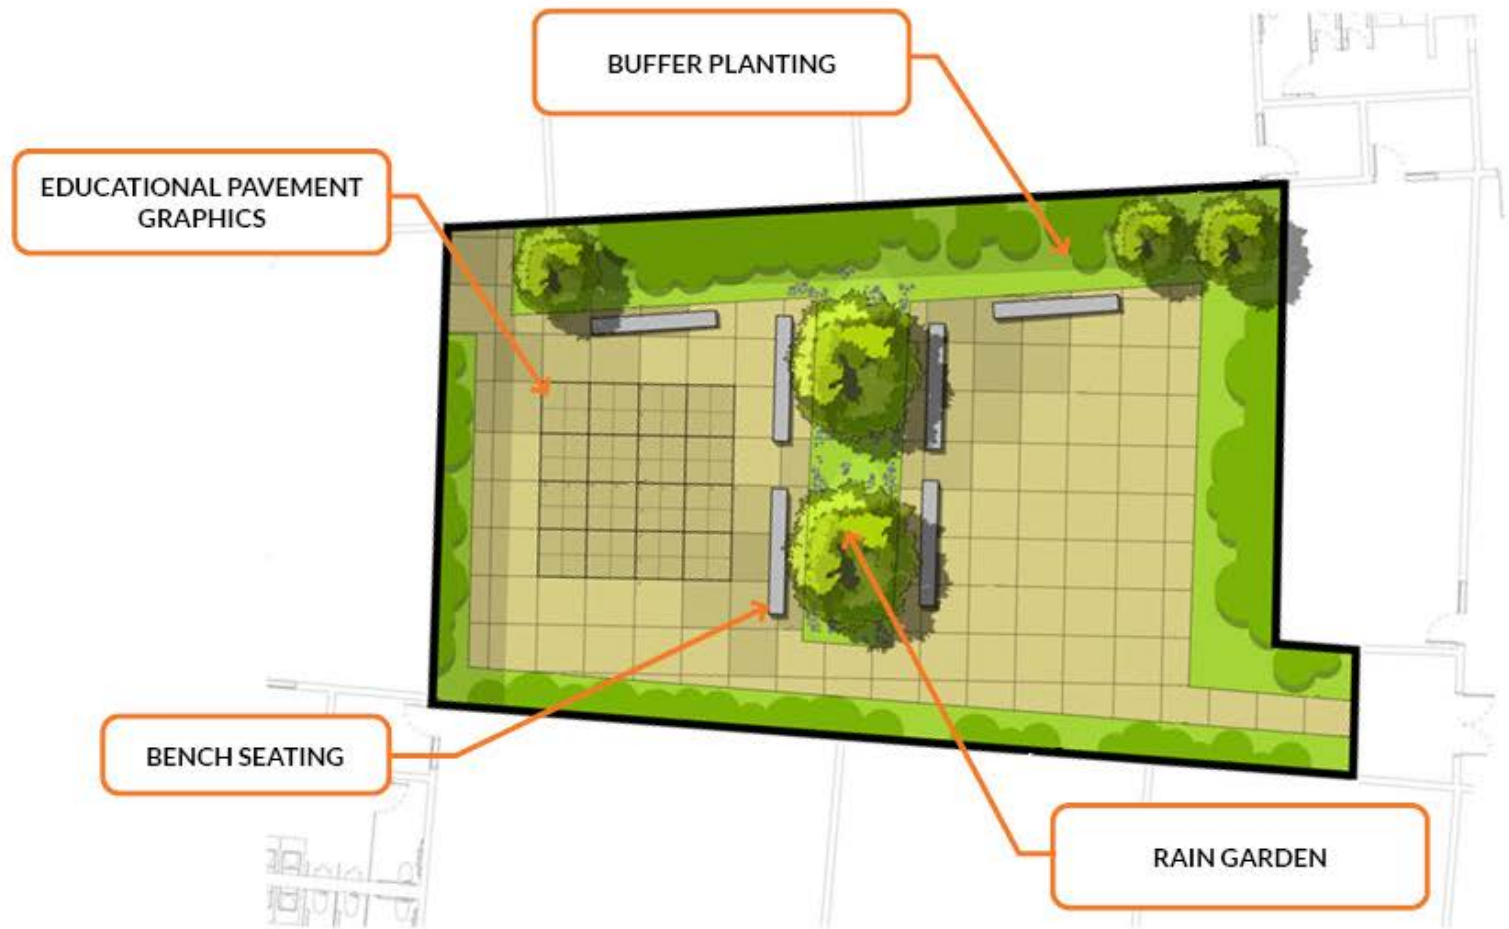 BUFFER PLANTING
EDUCATIONAL PAVEMENT
GRAPHICS
BENCH SEATING
RAIN GARDEN